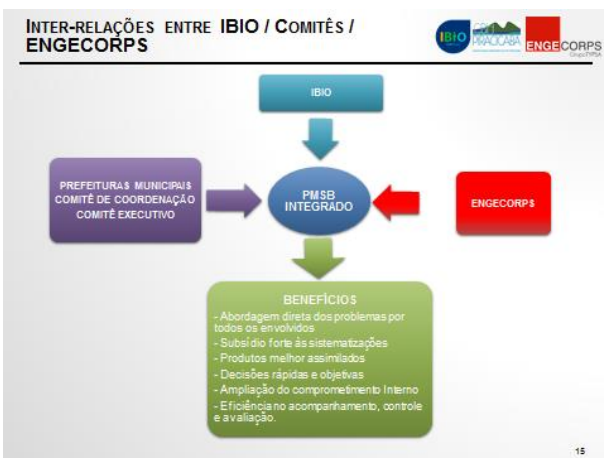 INTER-RELAÇÕES ENTRE IBIO / COMITÊS /
ENGECORPS
IBIO
PIRACICABA
ENGECORPS
IBIO
PREFEITURAS MUNICIPAIS
COMITÊ DE COORDENAÇÃO
COMITÊ EXECUTIVO
PMSB
INTEGRADO
ENGECORPS
BENEFÍCIOS
- Abordagem direta dos problemas por
todos os envolvidos
- Subsídio forte às sistematizações
- Produtos melhor assimilados
- Decisões rápidas e objetivas
- Ampliação do comprometimento Interno
- Eficiência no acompanhamento, controle
e avaliação.
15